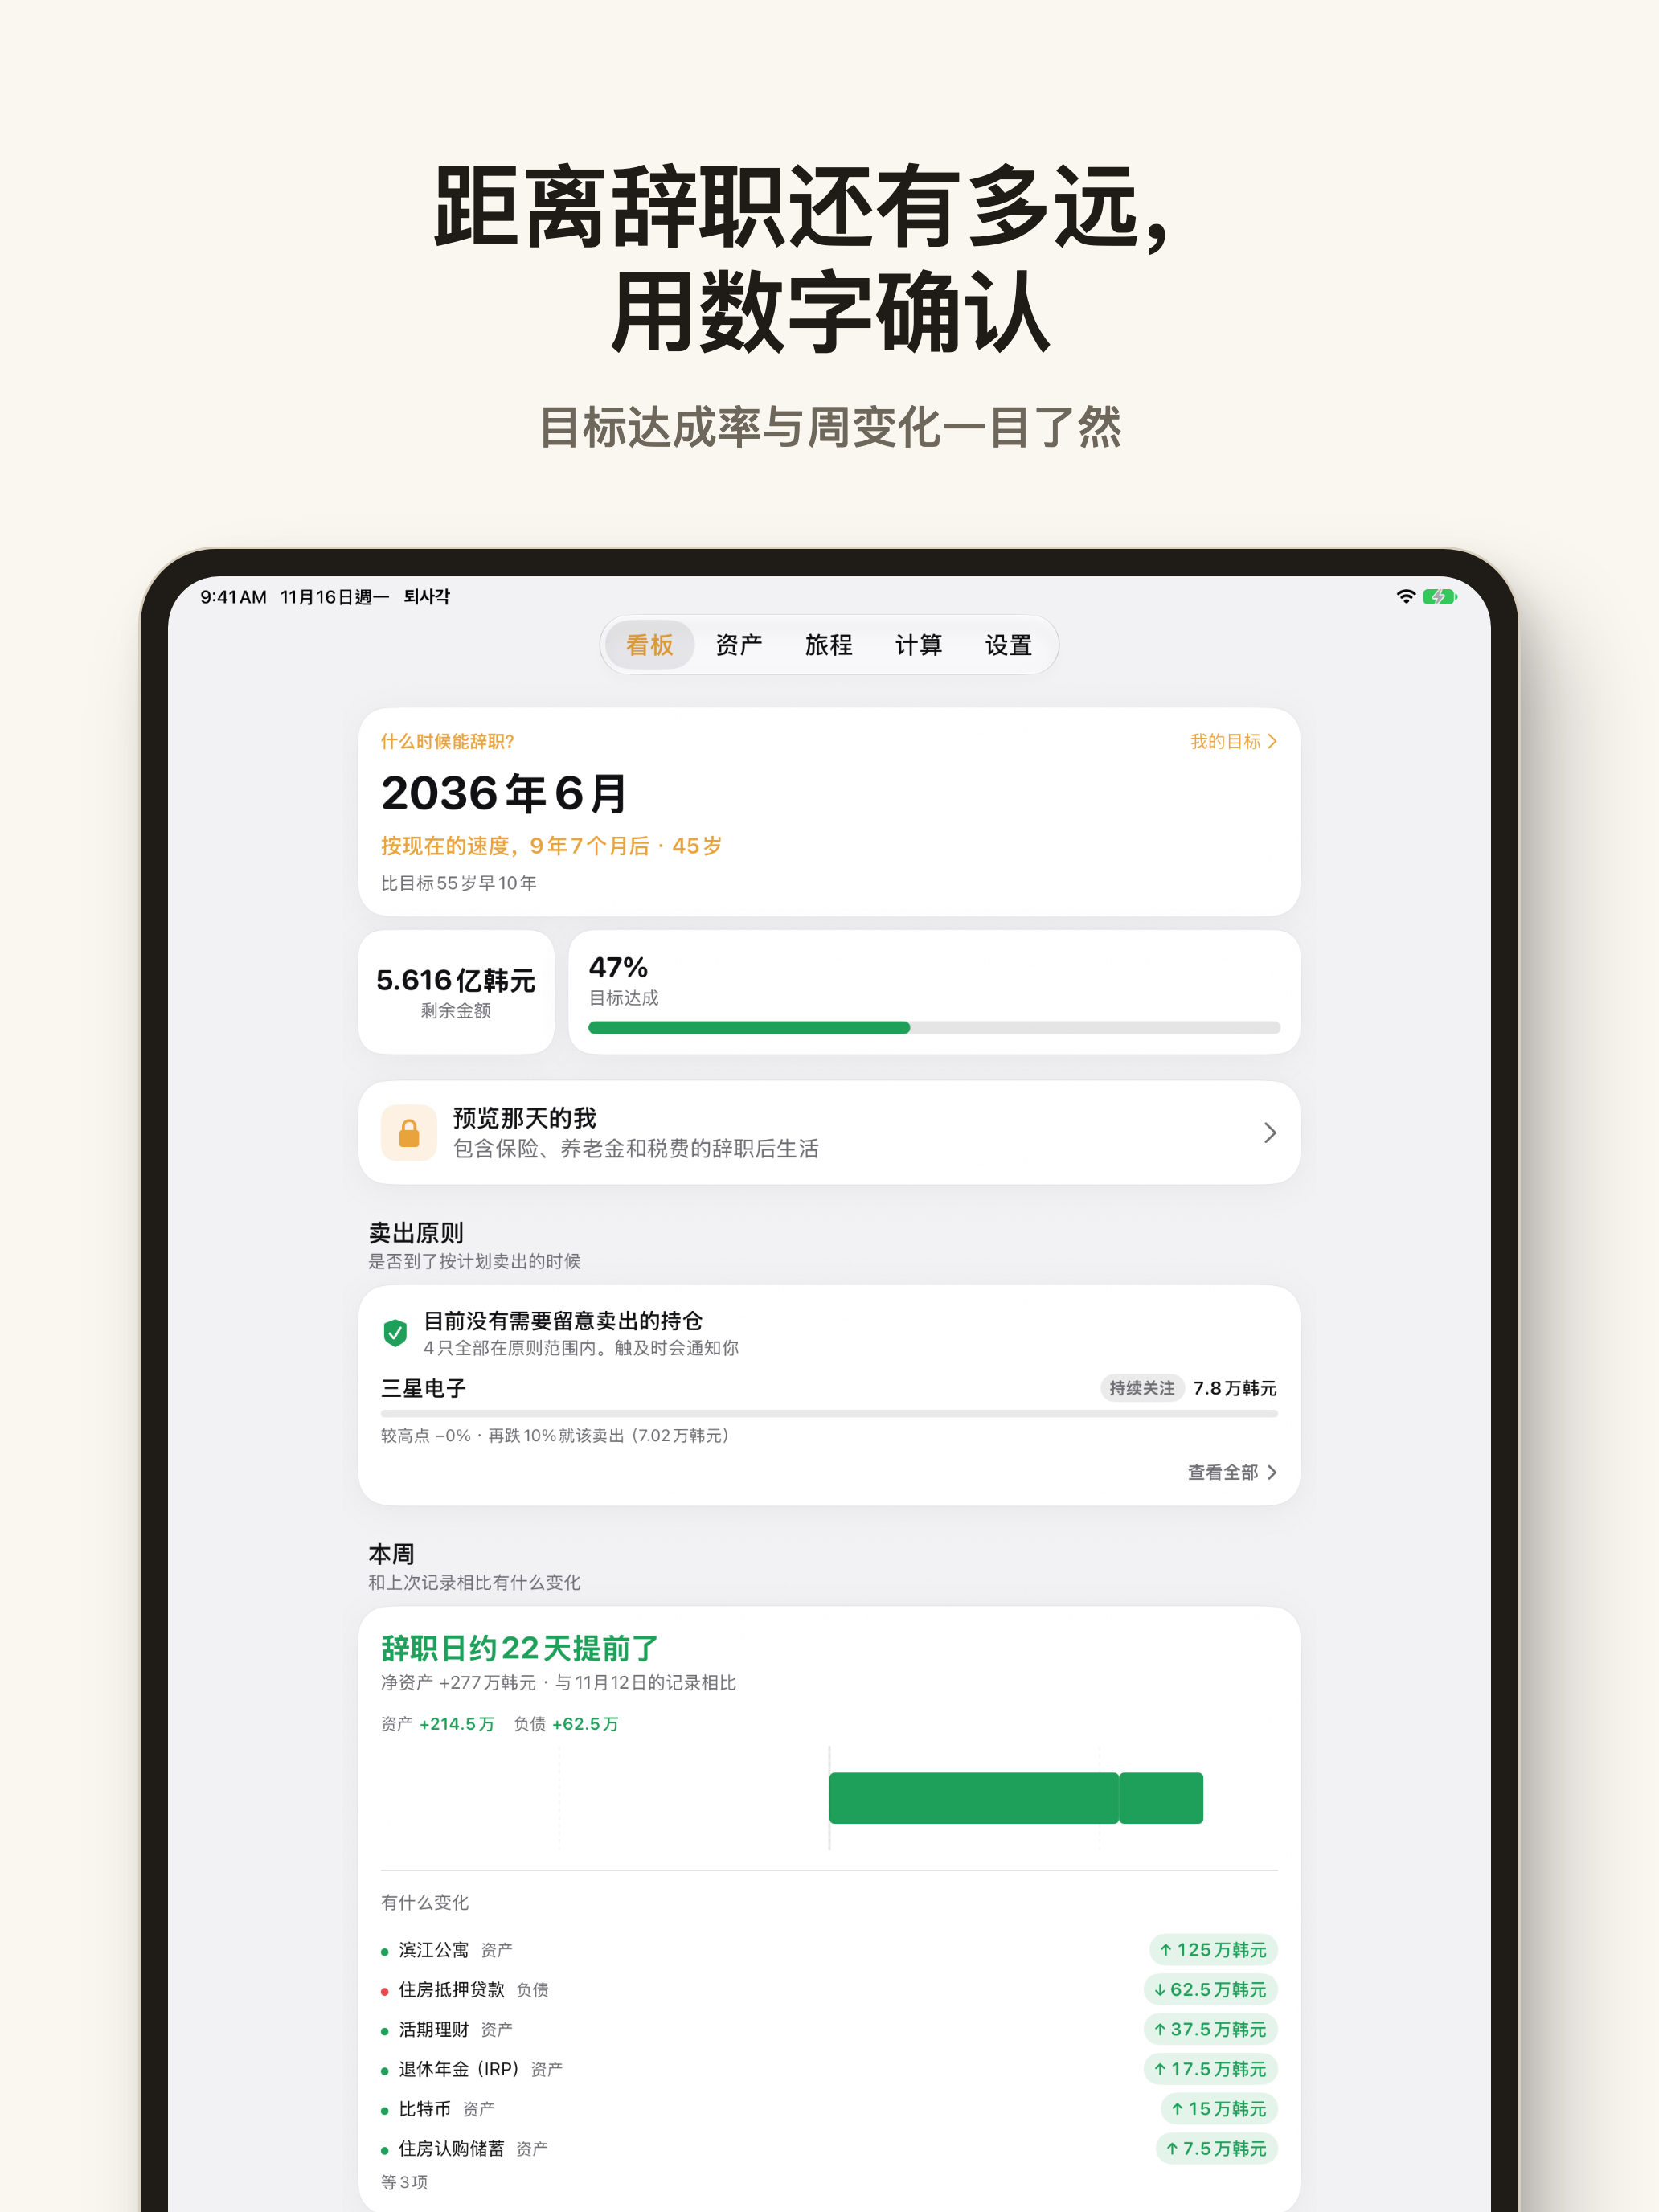 距离辞职还有多远，
用数字确认
目标达成率与周变化一目了然
9:41 AM 11月16日週一 퇴사각
看板 资产 旅程 计算 设置
什么时候能辞职? 我的目标
2036年6月
按现在的速度，9年7个月后 · 45岁
比目标55岁早10年
5.616亿韩元
剩余金额
47%
目标达成
预览那天的我
包含保险、养老金和税费的辞职后生活
卖出原则
是否到了按计划卖出的时候
目前没有需要留意卖出的持仓
4只全部在原则范围内。触及时会通知你
三星电子 持续关注 7.8万韩元
较高点 −0% · 再跌10%就该卖出（7.02万韩元）
查看全部
本周
和上次记录相比有什么变化
辞职日约22天提前了
净资产 +277万韩元 · 与11月12日的记录相比
资产 +214.5万 负债 +62.5万
有什么变化
滨江公寓 资产 ↑ 125万韩元
住房抵押贷款 负债 ↓ 62.5万韩元
活期理财 资产 ↑ 37.5万韩元
退休年金（IRP）资产 ↑ 17.5万韩元
比特币 资产 ↑ 15万韩元
住房认购储蓄 资产 ↑ 7.5万韩元
等3项